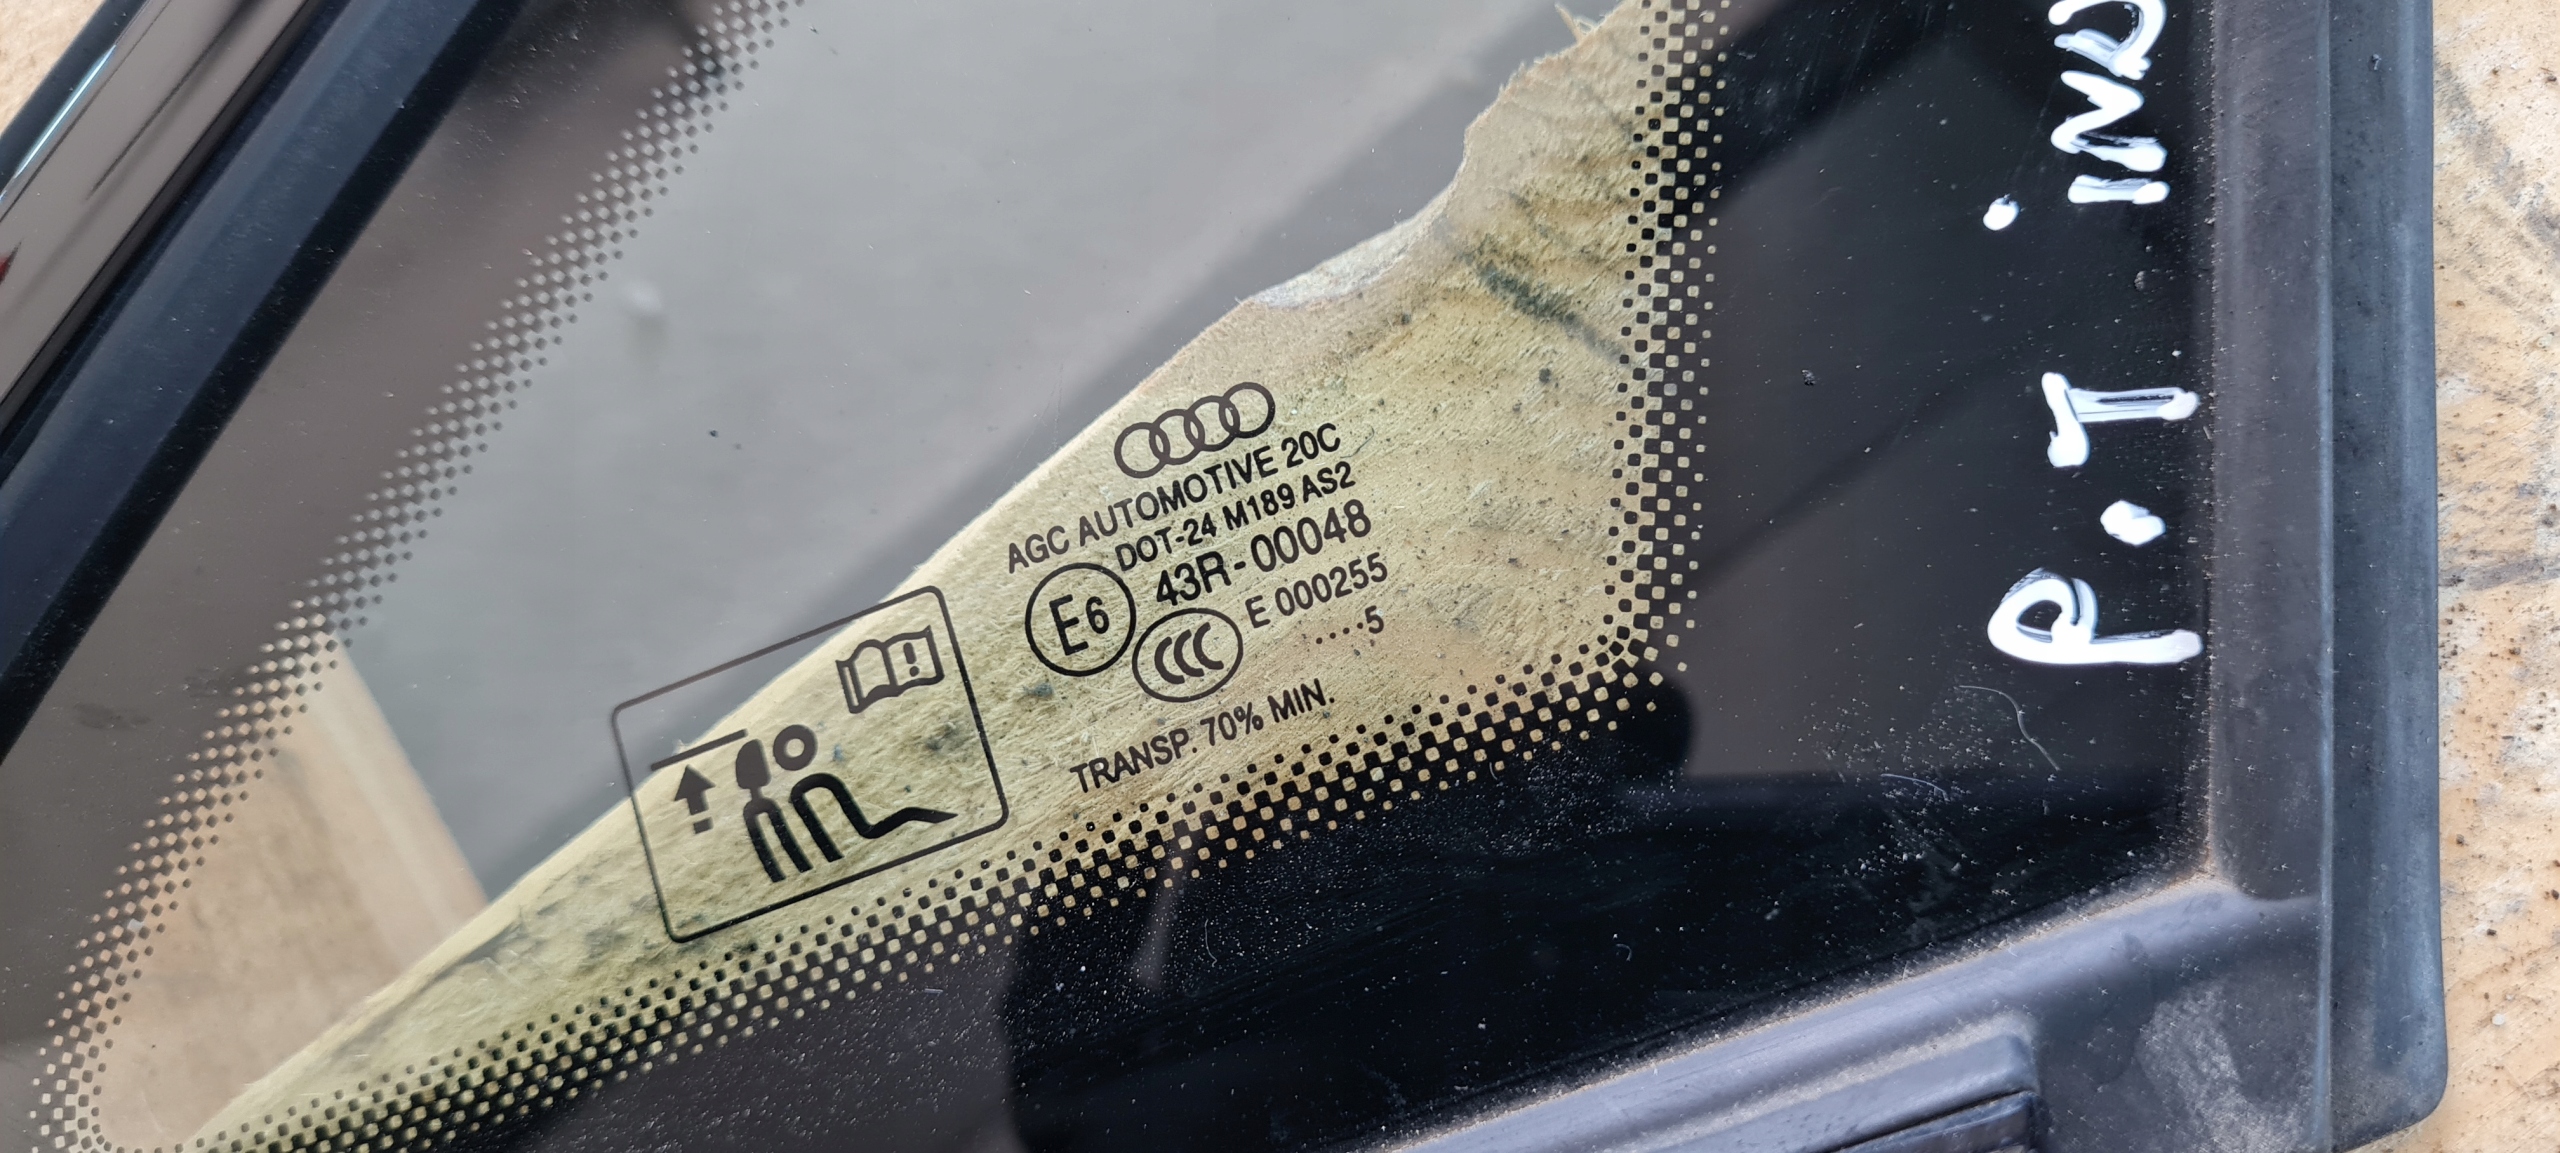 AGC AUTOMOTIVE 20C
DOT-24 M189 AS2
43R-00048
E6
CCC
E 000255
....5
TRANSP. 70% MIN.
P.T